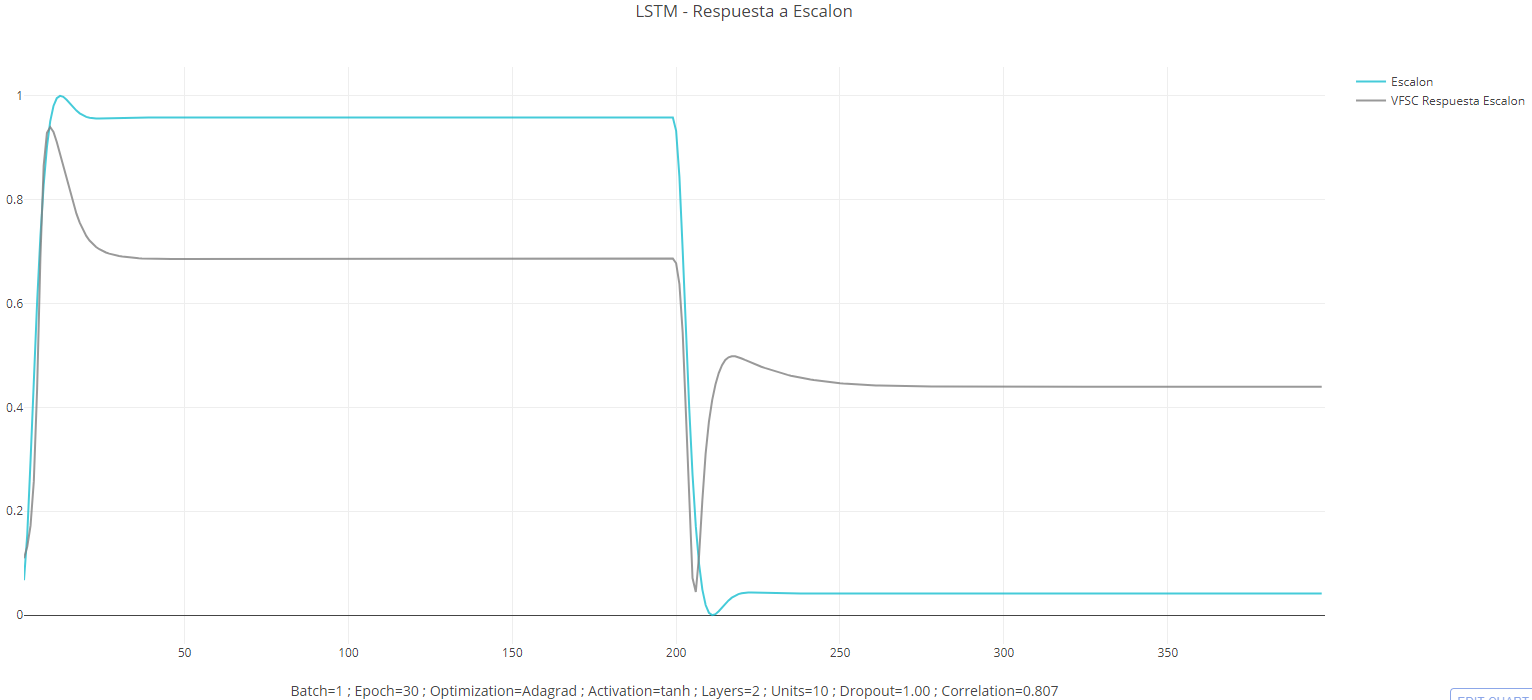 LSTM - Respuesta a Escalon
Escalon
VFSC Respuesta Escalon
1
0.8
0.6
0.4
0.2
0
50 100 150 200 250 300 350
Batch=1 ; Epoch=30 ; Optimization=Adagrad ; Activation=tanh ; Layers=2 ; Units=10 ; Dropout=1.00 ; Correlation=0.807
EDIT CHART